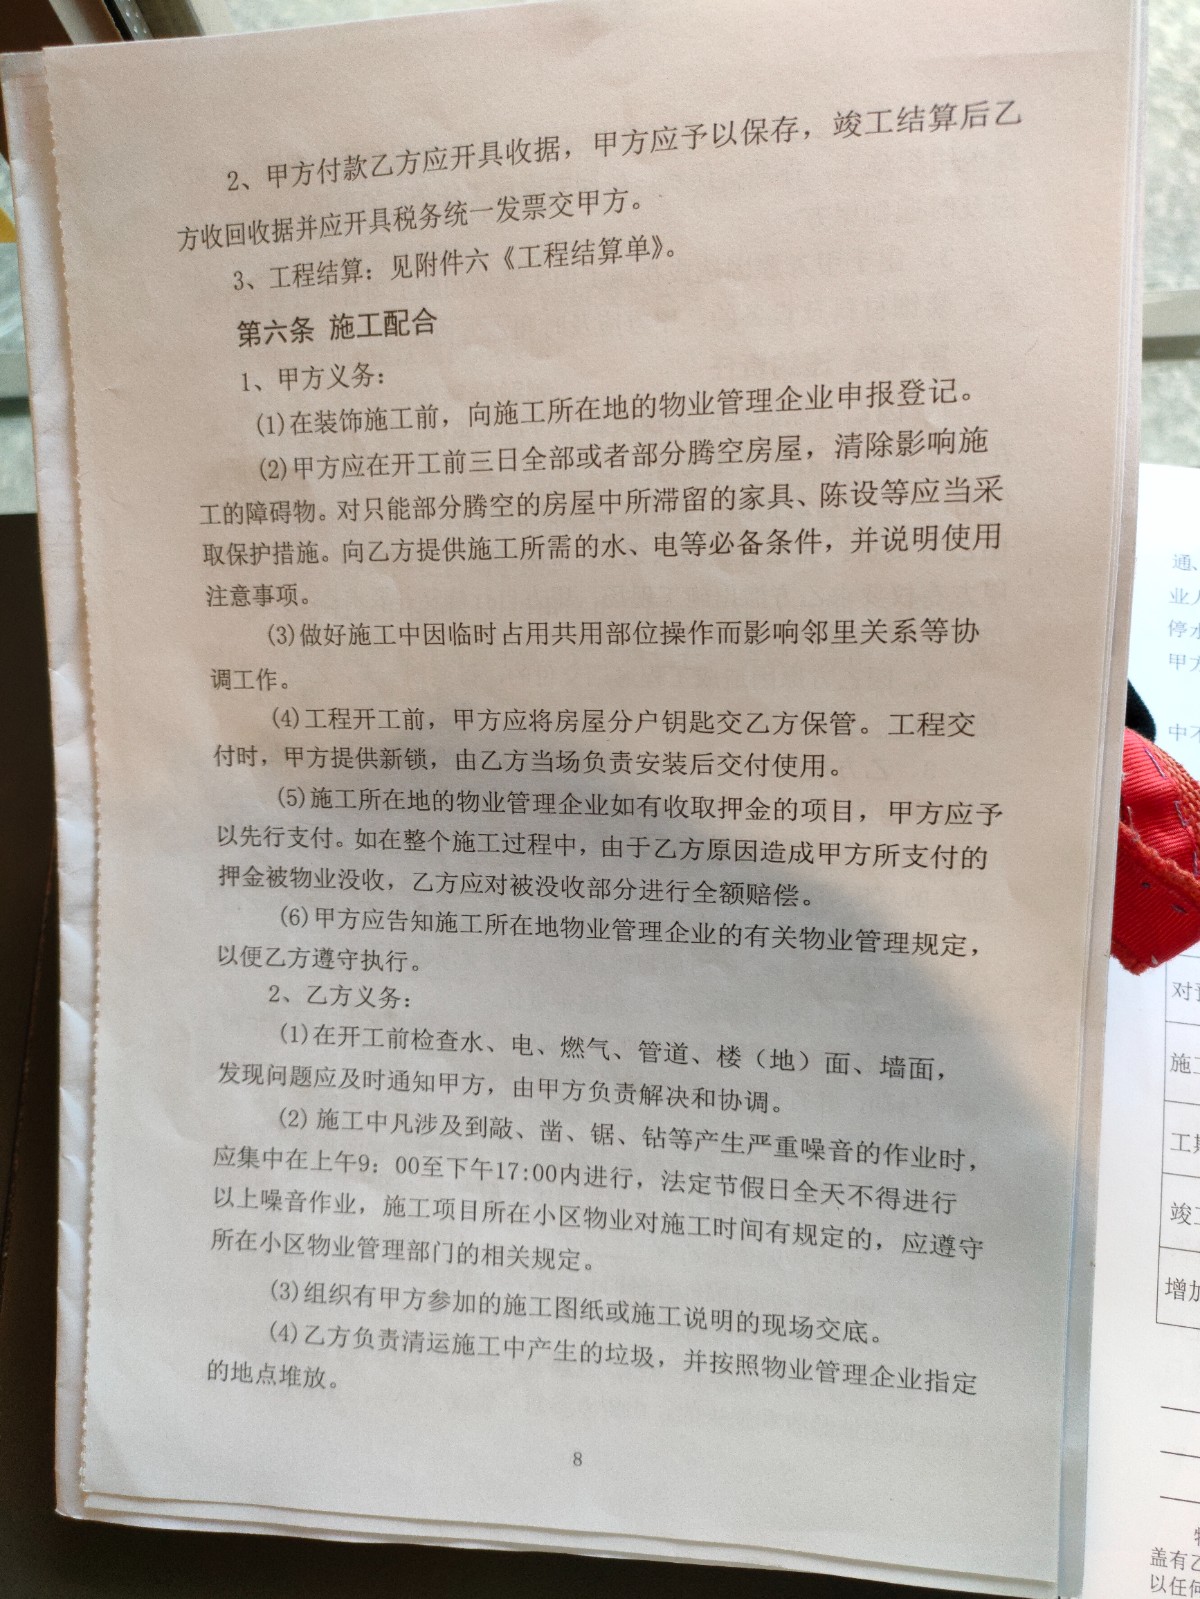 2、甲方付款乙方应开具收据，甲方应予以保存，竣工结算后乙
方收回收据并应开具税务统一发票交甲方。
3、工程结算：见附件六《工程结算单》。
第六条 施工配合
1、甲方义务：
(1)在装饰施工前，向施工所在地的物业管理企业申报登记。
(2)甲方应在开工前三日全部或者部分腾空房屋，清除影响施
工的障碍物。对只能部分腾空的房屋中所滞留的家具、陈设等应当采
取保护措施。向乙方提供施工所需的水、电等必备条件，并说明使用
注意事项。
(3)做好施工中因临时占用共用部位操作而影响邻里关系等协
调工作。
(4)工程开工前，甲方应将房屋分户钥匙交乙方保管。工程交
付时，甲方提供新锁，由乙方当场负责安装后交付使用。
(5)施工所在地的物业管理企业如有收取押金的项目，甲方应予
以先行支付。如在整个施工过程中，由于乙方原因造成甲方所支付的
押金被物业没收，乙方应对被没收部分进行全额赔偿。
(6)甲方应告知施工所在地物业管理企业的有关物业管理规定，
以便乙方遵守执行。
2、乙方义务：
(1)在开工前检查水、电、燃气、管道、楼（地）面、墙面，
发现问题应及时通知甲方，由甲方负责解决和协调。
(2) 施工中凡涉及到敲、凿、锯、钻等产生严重噪音的作业时，
应集中在上午9：00至下午17:00内进行，法定节假日全天不得进行
以上噪音作业，施工项目所在小区物业对施工时间有规定的，应遵守
所在小区物业管理部门的相关规定。
(3)组织有甲方参加的施工图纸或施工说明的现场交底。
(4)乙方负责清运施工中产生的垃圾，并按照物业管理企业指定
的地点堆放。
8
通、
业人
停水
甲方
中不
对
施工
工期
竣工
增加
盖有乙
以任何